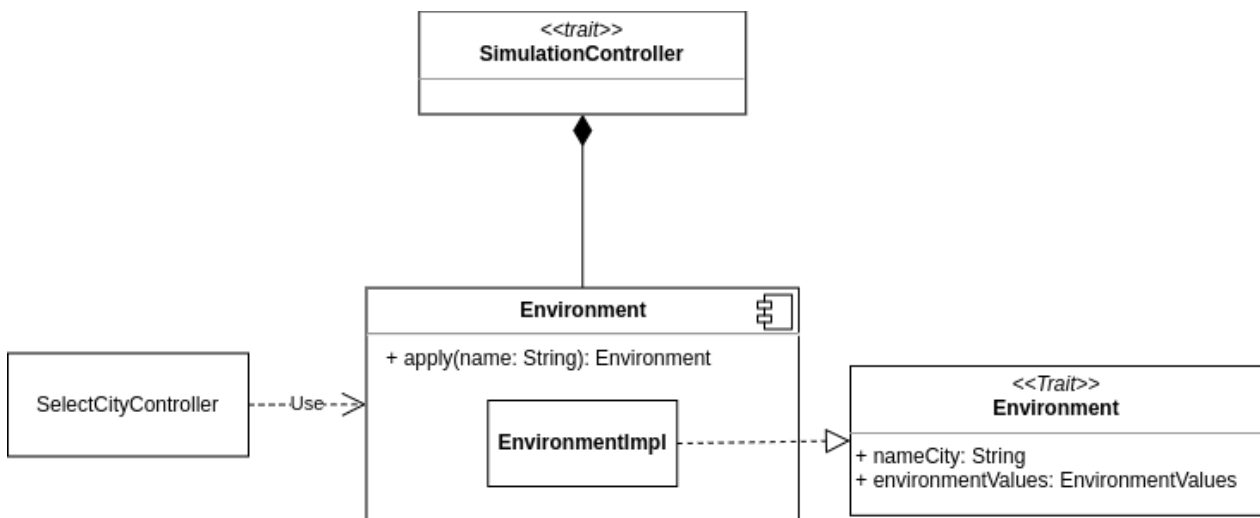 <<trait>>
SimulationController
Environment
+ apply(name: String): Environment
SelectCityController
Use
EnvironmentImpl
<<Trait>>
Environment
+ nameCity: String
+ environmentValues: EnvironmentValues